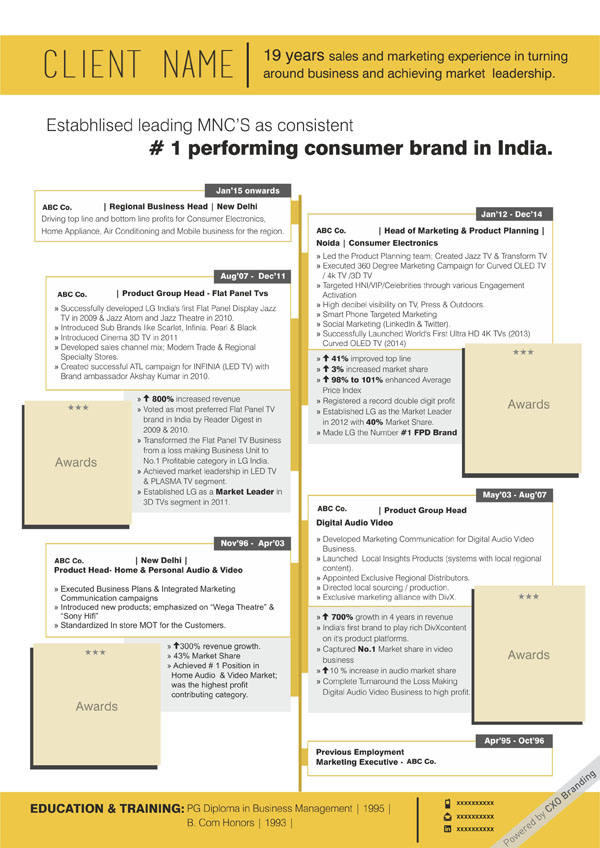 CLIENT NAME
19 years sales and marketing experience in turning
around business and achieving market leadership.
Estabhlised leading MNC'S as consistent
# 1 performing consumer brand in India.
Jan'15 onwards
ABC Co. | Regional Business Head | New Delhi
Driving top line and bottom line profits for Consumer Electronics,
Home Appliance, Air Conditioning and Mobile business for the region.
Jan'12 - Dec'14
ABC Co. | Head of Marketing & Product Planning |
Noida | Consumer Electronics
» Led the Product Planning team; Created Jazz TV & Transform TV
» Executed 360 Degree Marketing Campaign for Curved OLED TV
/ 4k TV /3D TV
» Targeted HNI/VIP/Celebrities through various Engagement
Activation
» High decibel visibility on TV, Press & Outdoors.
» Smart Phone Targeted Marketing
» Social Marketing (LinkedIn & Twitter).
» Successfully Launched World's First Ultra HD 4K TVs (2013)
Curved OLED TV (2014)
» ⬆ 41% improved top line
» ⬆ 3% increased market share
» ⬆ 98% to 101% enhanced Average
Price Index
» Registered a record double digit profit
» Established LG as the Market Leader
in 2012 with 40% Market Share.
» Made LG the Number #1 FPD Brand
★★★
Awards
Aug'07 - Dec'11
ABC Co. | Product Group Head - Flat Panel Tvs
» Successfully developed LG India's first Flat Panel Display Jazz
TV in 2009 & Jazz Atom and Jazz Theatre in 2010.
» Introduced Sub Brands like Scarlet, Infinia. Pearl & Black
» Introduced Cinema 3D TV in 2011
» Developed sales channel mix; Modern Trade & Regional
Specialty Stores.
» Created successful ATL campaign for INFINIA (LED TV) with
Brand ambassador Akshay Kumar in 2010.
★★★
Awards
» ⬆ 800% increased revenue
» Voted as most preferred Flat Panel TV
brand in India by Reader Digest in
2009 & 2010.
» Transformed the Flat Panel TV Business
from a loss making Business Unit to
No.1 Profitable category in LG India.
» Achieved market leadership in LED TV
& PLASMA TV segment.
» Established LG as a Market Leader in
3D TVs segment in 2011.
May'03 - Aug'07
ABC Co. | Product Group Head
Digital Audio Video
» Developed Marketing Communication for Digital Audio Video
Business.
» Launched Local Insights Products (systems with local regional
content).
» Appointed Exclusive Regional Distributors.
» Directed local sourcing / production.
» Exclusive marketing alliance with DivX.
» ⬆ 700% growth in 4 years in revenue
» India's first brand to play rich DivXcontent
on it's product platforms.
» Captured No.1 Market share in video
business
» ⬆10 % increase in audio market share
» Complete Turnaround the Loss Making
Digital Audio Video Business to high profit.
★★★
Awards
Nov'96 - Apr'03
ABC Co. | New Delhi |
Product Head- Home & Personal Audio & Video
» Executed Business Plans & Integrated Marketing
Communication campaigns
» Introduced new products; emphasized on "Wega Theatre" &
"Sony Hifi"
» Standardized In store MOT for the Customers.
★★★
Awards
» ⬆300% revenue growth.
» 43% Market Share
» Achieved # 1 Position in
Home Audio & Video Market;
was the highest profit
contributing category.
Apr'95 - Oct'96
Previous Employment
Marketing Executive - ABC Co.
EDUCATION & TRAINING: PG Diploma in Business Management | 1995 |
B. Com Honors | 1993 |
xxxxxxxxxx
xxxxxxxxxx
in xxxxxxxxxx
Powered by CXO Branding